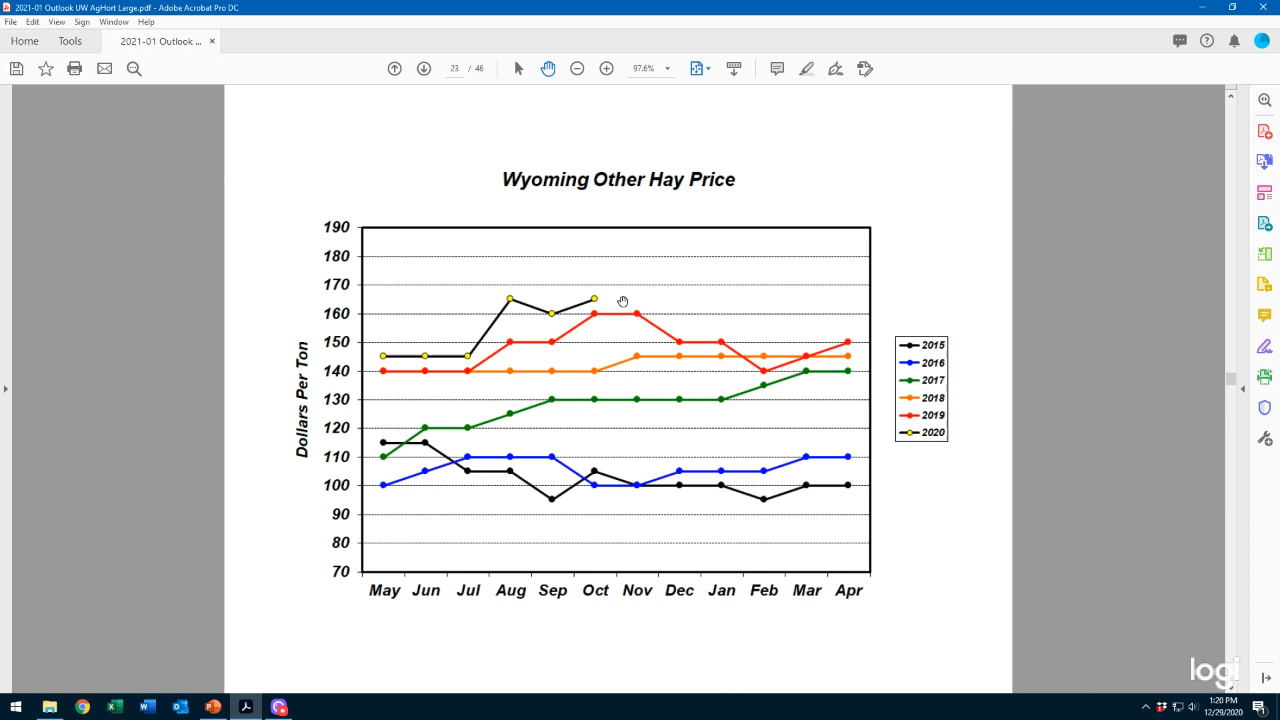 2021-01 Outlook UW AgHort Large.pdf - Adobe Acrobat Pro DC
File Edit View Sign Window Help
Home Tools 2021-01 Outlook ... ×
23 / 46 97.6%
Wyoming Other Hay Price
190
180
170
160
150
140
130
120
110
100
90
80
70
Dollars Per Ton
May Jun Jul Aug Sep Oct Nov Dec Jan Feb Mar Apr
2015
2016
2017
2018
2019
2020
logi
1:20 PM
12/29/2020